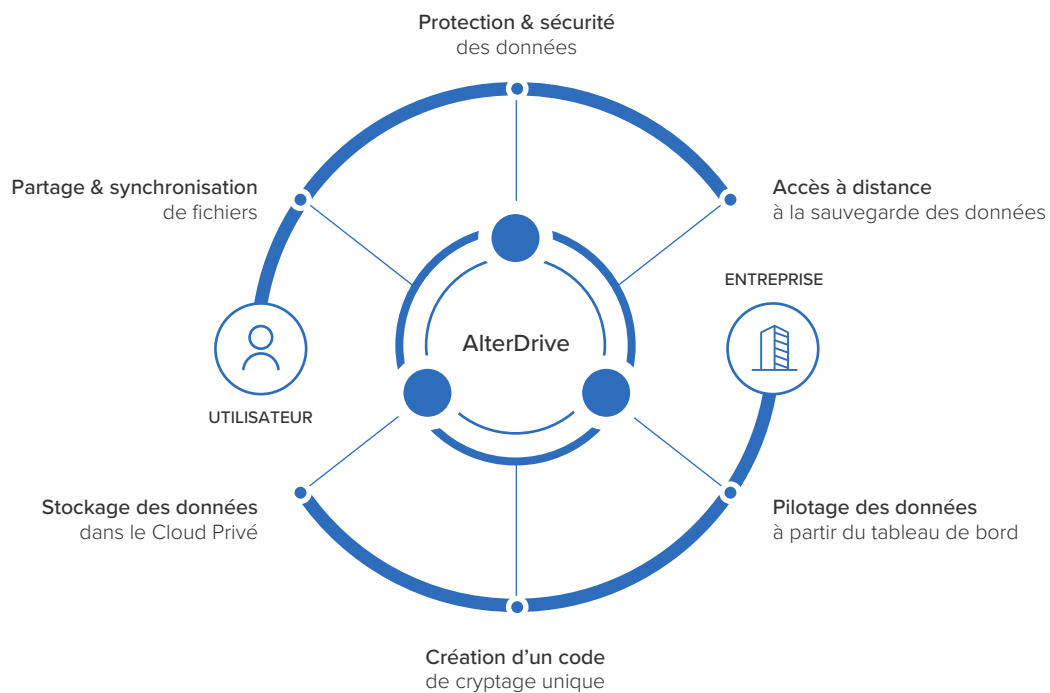 Protection & sécurité
des données
Partage & synchronisation
de fichiers
Accès à distance
à la sauvegarde des données
ENTREPRISE
AlterDrive
UTILISATEUR
Stockage des données
dans le Cloud Privé
Pilotage des données
à partir du tableau de bord
Création d’un code
de cryptage unique